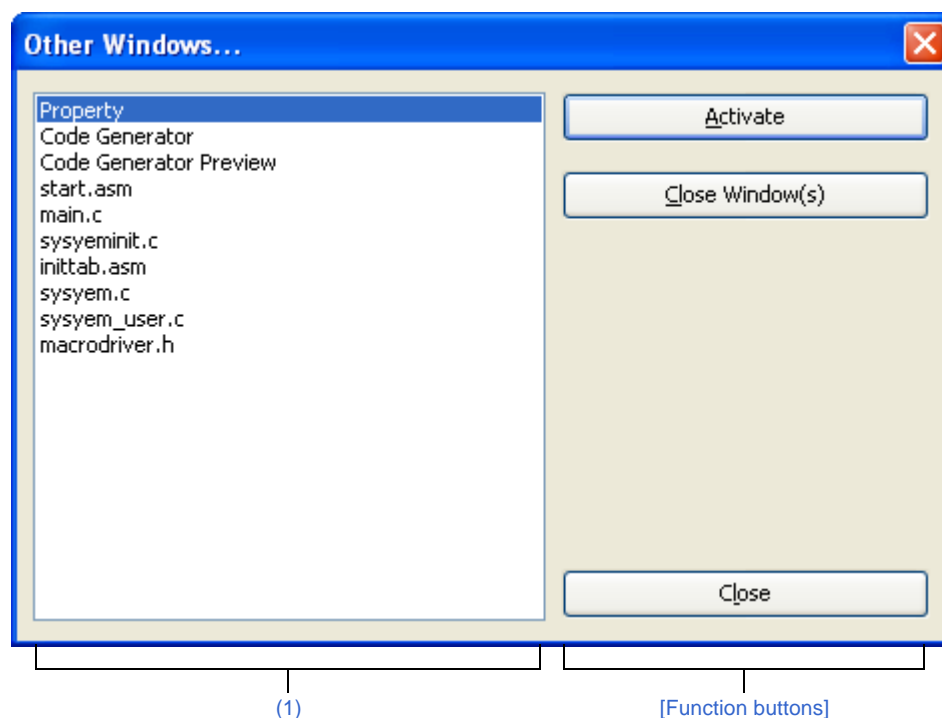 Other Windows...
Property
Code Generator
Code Generator Preview
start.asm
main.c
sysyeminit.c
inittab.asm
sysyem.c
sysyem_user.c
macrodriver.h
Activate
Close Window(s)
Close
(1)
[Function buttons]